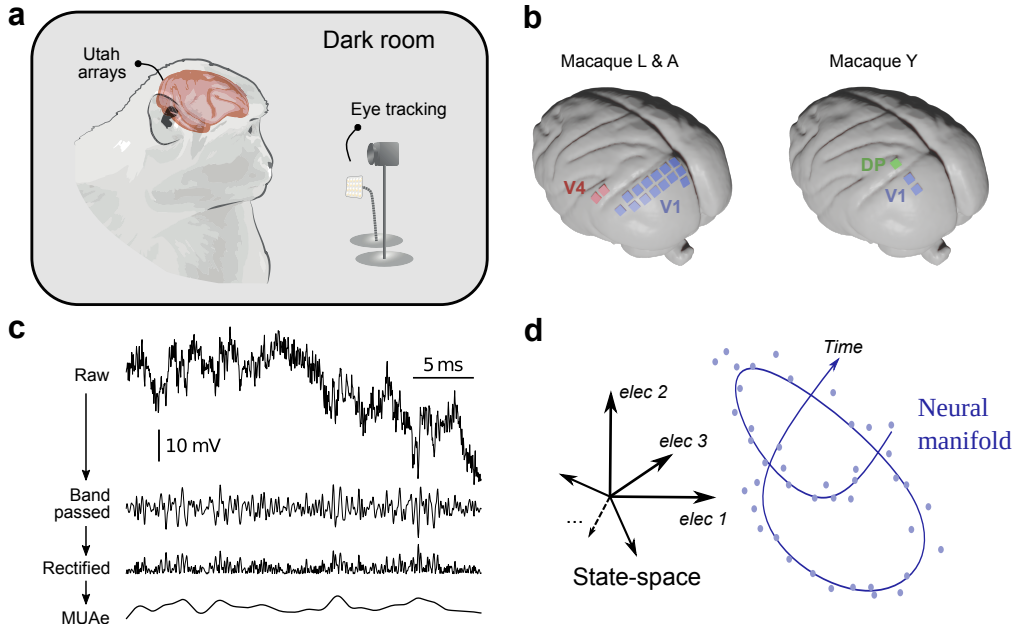 a
Dark room
Utah
arrays
Eye tracking
b
Macaque L & A
Macaque Y
V4
V1
DP
V1
c
Raw
5 ms
10 mV
Band
passed
Rectified
MUAe
d
Time
elec 2
elec 3
elec 1
...
State-space
Neural
manifold